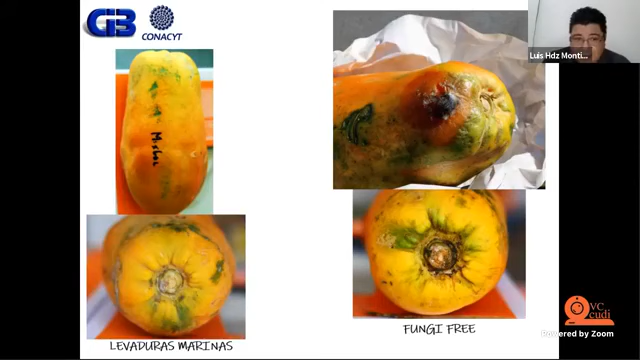 CIB
CONACYT
Luis Hdz Monti...
LEVADURAS MARINAS
FUNGI FREE
VC
cudi
Powered by Zoom